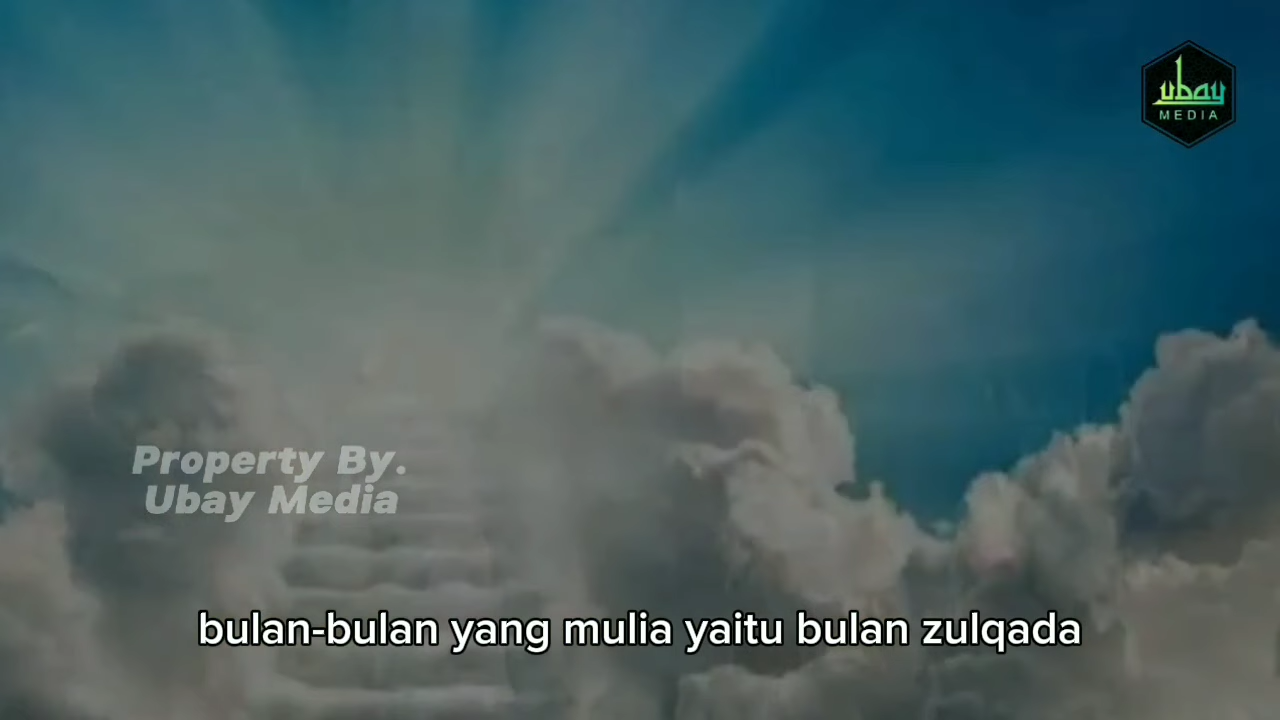 ubay
MEDIA
Property By.
Ubay Media
bulan-bulan yang mulia yaitu bulan zulqada